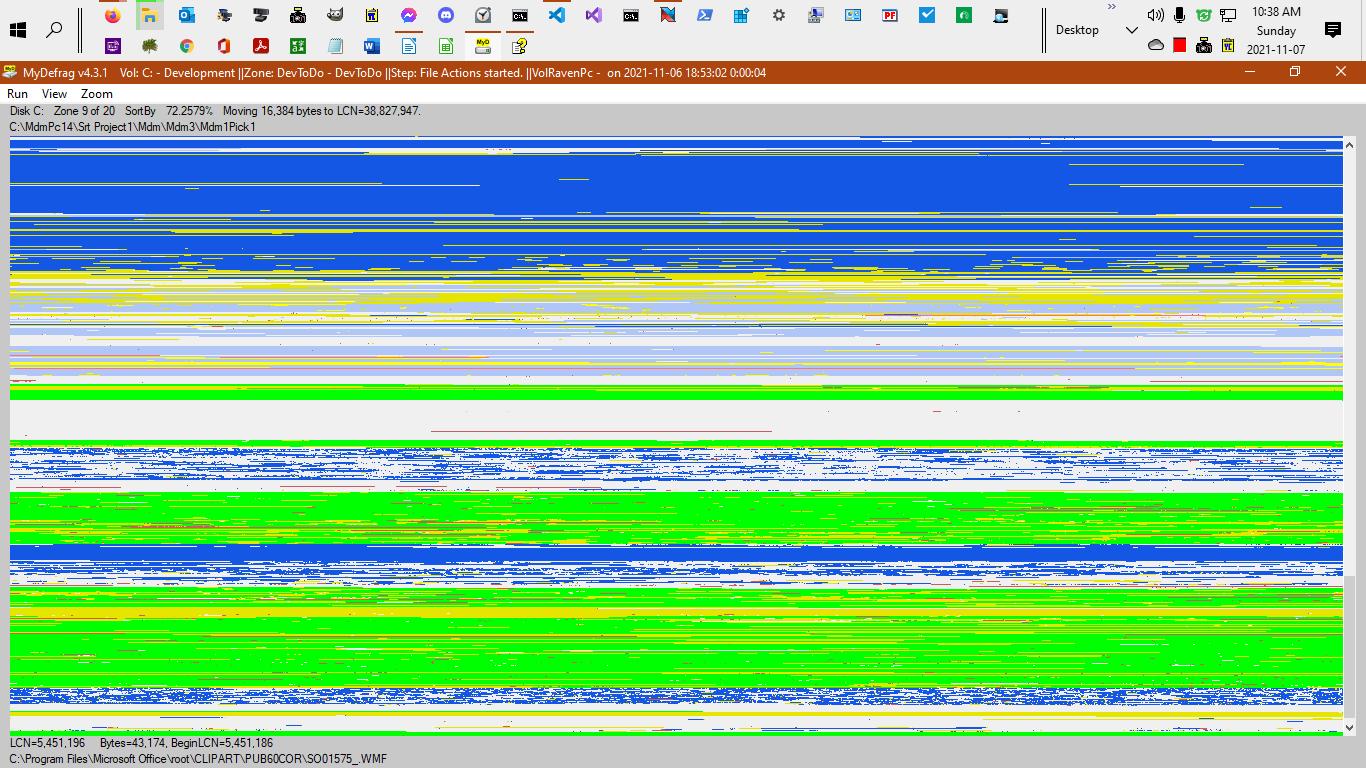 10:38 AM
Desktop
Sunday
2021-11-07
MyDefrag v4.3.1 Vol: C: - Development ||Zone: DevToDo - DevToDo ||Step: File Actions started. ||VolRavenPc - on 2021-11-06 18:53:02 0:00:04
Run View Zoom
Disk C: Zone 9 of 20 SortBy 72.2579% Moving 16,384 bytes to LCN=38,827,947.
C:\MdmPc14\Srt Project1\Mdm\Mdm3\Mdm1Pick1
LCN=5,451,196 Bytes=43,174, BeginLCN=5,451,186
C:\Program Files\Microsoft Office\root\CLIPART\PUB60COR\SO01575_.WMF